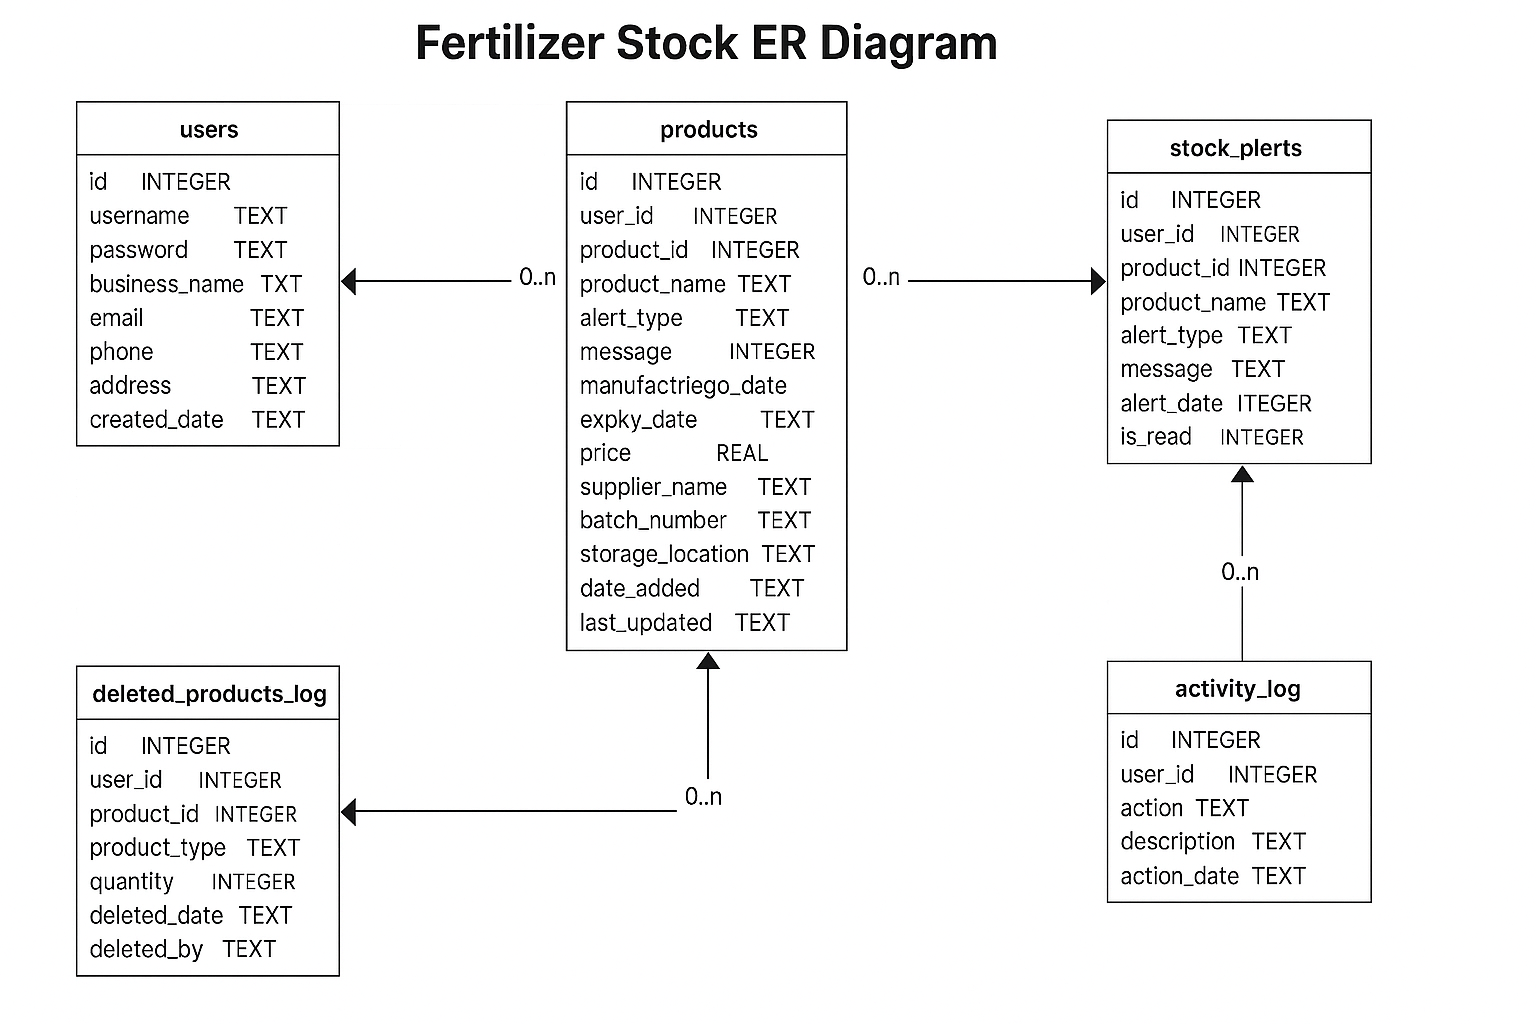 Fertilizer Stock ER Diagram
users
id INTEGER
username TEXT
password TEXT
business_name TXT
email TEXT
phone TEXT
address TEXT
created_date TEXT
0..n
products
id INTEGER
user_id INTEGER
product_id INTEGER
product_name TEXT
alert_type TEXT
message INTEGER
manufactriego_date
expky_date TEXT
price REAL
supplier_name TEXT
batch_number TEXT
storage_location TEXT
date_added TEXT
last_updated TEXT
0..n
stock_plerts
id INTEGER
user_id INTEGER
product_id INTEGER
product_name TEXT
alert_type TEXT
message TEXT
alert_date ITEGER
is_read INTEGER
0..n
deleted_products_log
id INTEGER
user_id INTEGER
product_id INTEGER
product_type TEXT
quantity INTEGER
deleted_date TEXT
deleted_by TEXT
0..n
activity_log
id INTEGER
user_id INTEGER
action TEXT
description TEXT
action_date TEXT